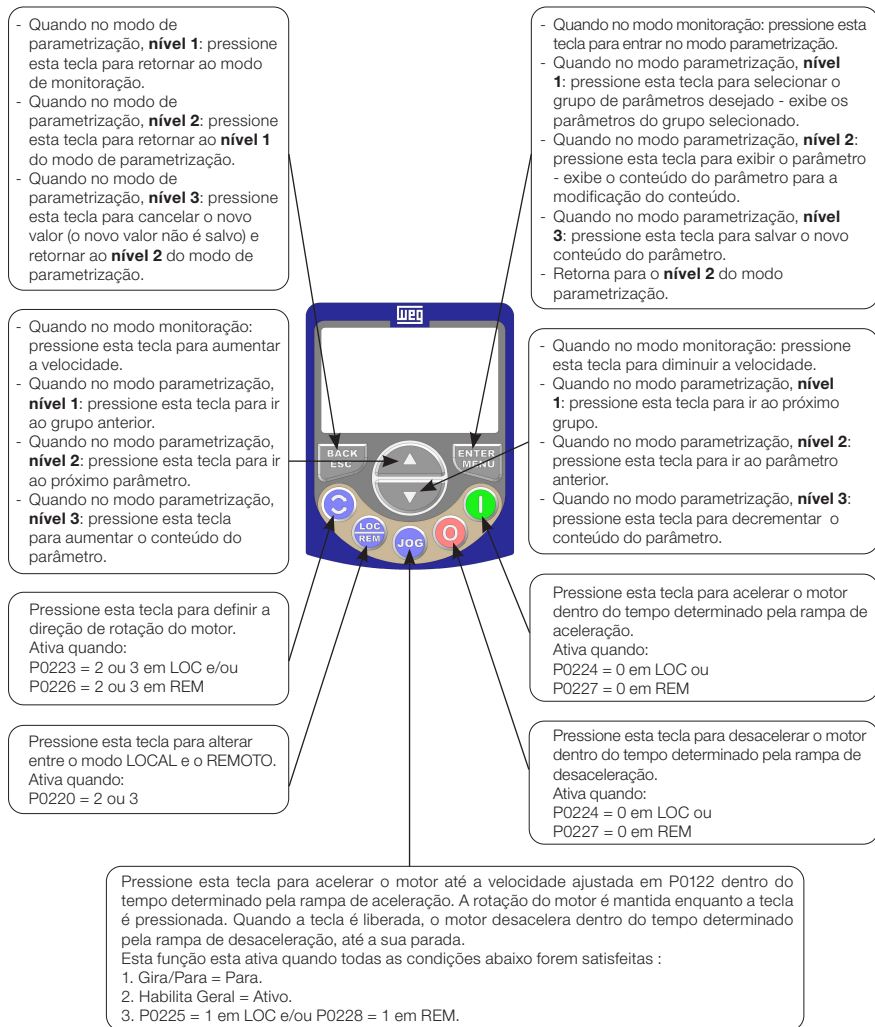 - Quando no modo de
parametrização, nível 1: pressione
esta tecla para retornar ao modo
de monitoração.
- Quando no modo de
parametrização, nível 2: pressione
esta tecla para retornar ao nível 1
do modo de parametrização.
- Quando no modo de
parametrização, nível 3: pressione
esta tecla para cancelar o novo
valor (o novo valor não é salvo) e
retornar ao nível 2 do modo de
parametrização.
- Quando no modo monitoração: pressione esta
tecla para entrar no modo parametrização.
- Quando no modo parametrização, nível
1: pressione esta tecla para selecionar o
grupo de parâmetros desejado - exibe os
parâmetros do grupo selecionado.
- Quando no modo parametrização, nível 2:
pressione esta tecla para exibir o parâmetro
- exibe o conteúdo do parâmetro para a
modificação do conteúdo.
- Quando no modo parametrização, nível
3: pressione esta tecla para salvar o novo
conteúdo do parâmetro.
- Retorna para o nível 2 do modo
parametrização.
- Quando no modo monitoração:
pressione esta tecla para aumentar
a velocidade.
- Quando no modo parametrização,
nível 1: pressione esta tecla para ir
ao grupo anterior.
- Quando no modo parametrização,
nível 2: pressione esta tecla para ir
ao próximo parâmetro.
- Quando no modo parametrização,
nível 3: pressione esta tecla
para aumentar o conteúdo do
parâmetro.
weg
BACK
ESC
ENTER
MENU
LOC
REM
JOG
- Quando no modo monitoração: pressione
esta tecla para diminuir a velocidade.
- Quando no modo parametrização, nível
1: pressione esta tecla para ir ao próximo
grupo.
- Quando no modo parametrização, nível 2:
pressione esta tecla para ir ao parâmetro
anterior.
- Quando no modo parametrização, nível 3:
pressione esta tecla para decrementar o
conteúdo do parâmetro.
Pressione esta tecla para definir a
direção de rotação do motor.
Ativa quando:
P0223 = 2 ou 3 em LOC e/ou
P0226 = 2 ou 3 em REM
Pressione esta tecla para acelerar o motor
dentro do tempo determinado pela rampa de
aceleração.
Ativa quando:
P0224 = 0 em LOC ou
P0227 = 0 em REM
Pressione esta tecla para alterar
entre o modo LOCAL e o REMOTO.
Ativa quando:
P0220 = 2 ou 3
Pressione esta tecla para desacelerar o motor
dentro do tempo determinado pela rampa de
desaceleração.
Ativa quando:
P0224 = 0 em LOC ou
P0227 = 0 em REM
Pressione esta tecla para acelerar o motor até a velocidade ajustada em P0122 dentro do
tempo determinado pela rampa de aceleração. A rotação do motor é mantida enquanto a tecla
é pressionada. Quando a tecla é liberada, o motor desacelera dentro do tempo determinado
pela rampa de desaceleração, até a sua parada.
Esta função esta ativa quando todas as condições abaixo forem satisfeitas :
1. Gira/Para = Para.
2. Habilita Geral = Ativo.
3. P0225 = 1 em LOC e/ou P0228 = 1 em REM.